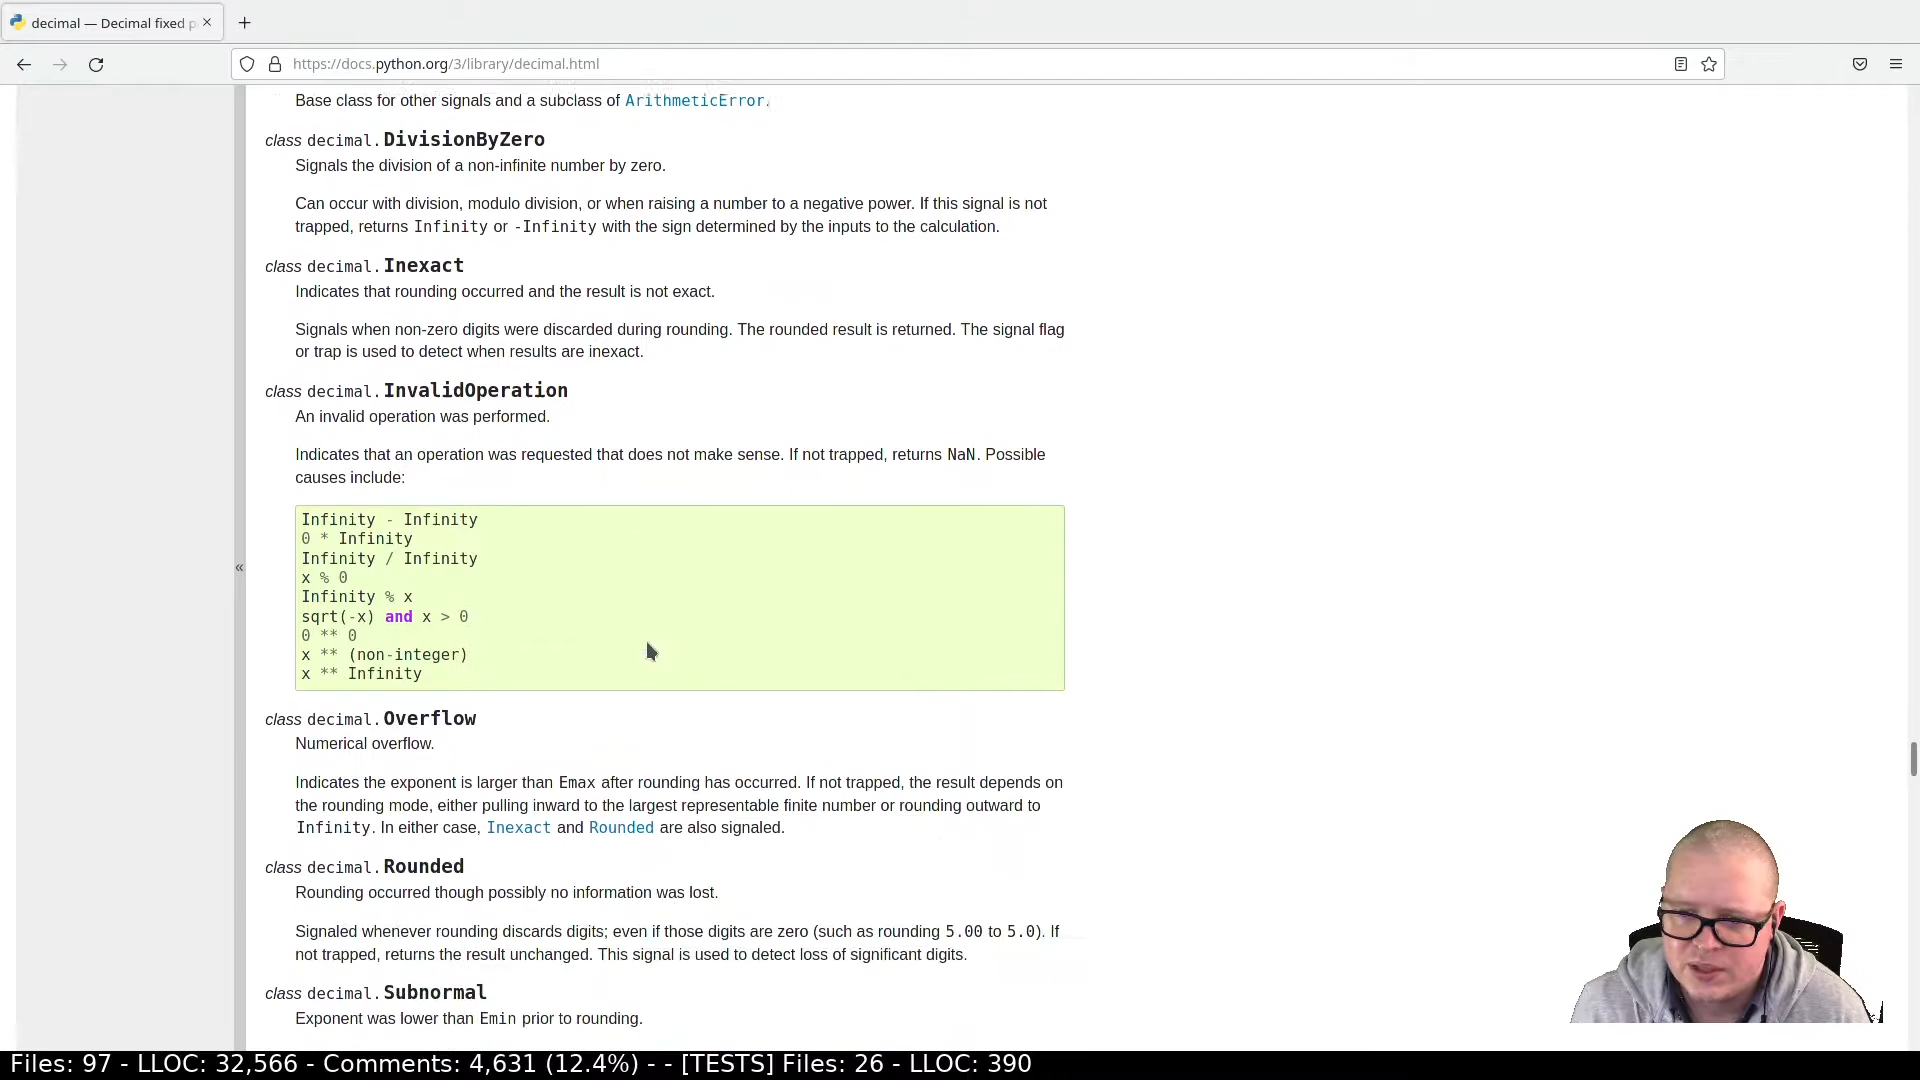 decimal — Decimal fixed p
https://docs.python.org/3/library/decimal.html
Base class for other signals and a subclass of ArithmeticError.
class decimal.DivisionByZero
Signals the division of a non-infinite number by zero.
Can occur with division, modulo division, or when raising a number to a negative power. If this signal is not
trapped, returns Infinity or -Infinity with the sign determined by the inputs to the calculation.
class decimal.Inexact
Indicates that rounding occurred and the result is not exact.
Signals when non-zero digits were discarded during rounding. The rounded result is returned. The signal flag
or trap is used to detect when results are inexact.
class decimal.InvalidOperation
An invalid operation was performed.
Indicates that an operation was requested that does not make sense. If not trapped, returns NaN. Possible
causes include:
Infinity - Infinity
0 * Infinity
Infinity / Infinity
x % 0
Infinity % x
sqrt(-x) and x > 0
0 ** 0
x ** (non-integer)
x ** Infinity
«
class decimal.Overflow
Numerical overflow.
Indicates the exponent is larger than Emax after rounding has occurred. If not trapped, the result depends on
the rounding mode, either pulling inward to the largest representable finite number or rounding outward to
Infinity. In either case, Inexact and Rounded are also signaled.
class decimal.Rounded
Rounding occurred though possibly no information was lost.
Signaled whenever rounding discards digits; even if those digits are zero (such as rounding 5.00 to 5.0). If
not trapped, returns the result unchanged. This signal is used to detect loss of significant digits.
class decimal.Subnormal
Exponent was lower than Emin prior to rounding.
Files: 97 - LLOC: 32,566 - Comments: 4,631 (12.4%) - - [TESTS] Files: 26 - LLOC: 390